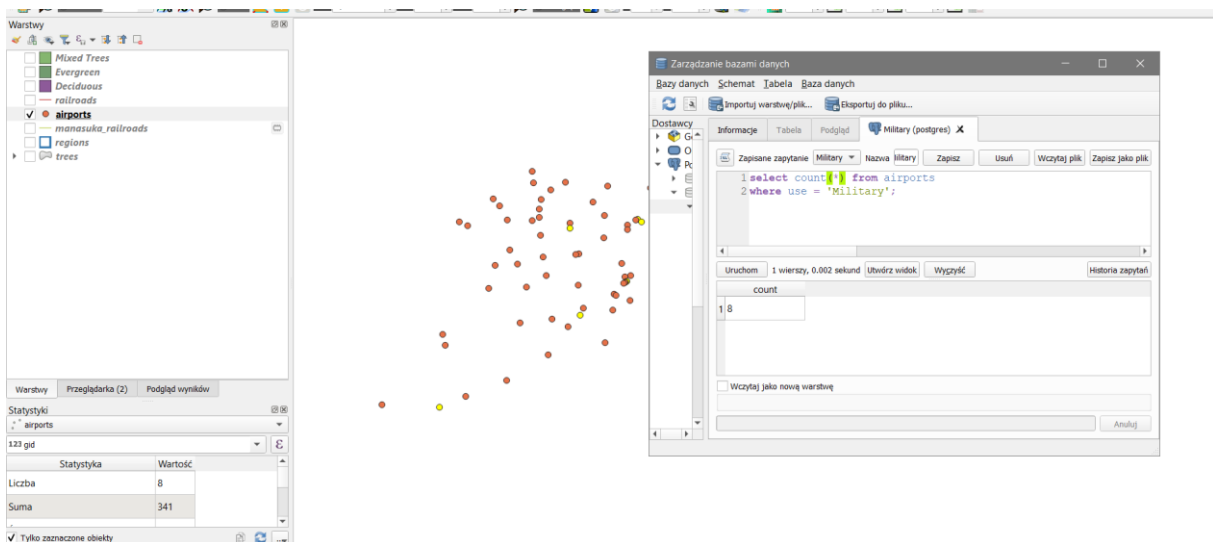 Warstwy
Mixed Trees
Evergreen
Deciduous
railroads
airports
manasuka_railroads
regions
trees
Warstwy Przeglądarka (2) Podgląd wyników
Statystyki
airports
123 gid
Statystyka Wartość
Liczba 8
Suma 341
Tylko zaznaczone obiekty
Zarządzanie bazami danych
Bazy danych Schemat Tabela Baza danych
Importuj warstwę/plik... Eksportuj do pliku...
Dostawcy
Informacje Tabela Podgląd Military (postgres) X
Zapisane zapytanie Military Nazwa Zapisz Usuń Wczytaj plik Zapisz jako plik
1 select count(*) from airports
2 where use = 'Military';
Uruchom 1 wierszy, 0.002 sekund Utwórz widok Wyczyść Historia zapytań
count
1 8
Wczytaj jako nową warstwę
Anuluj